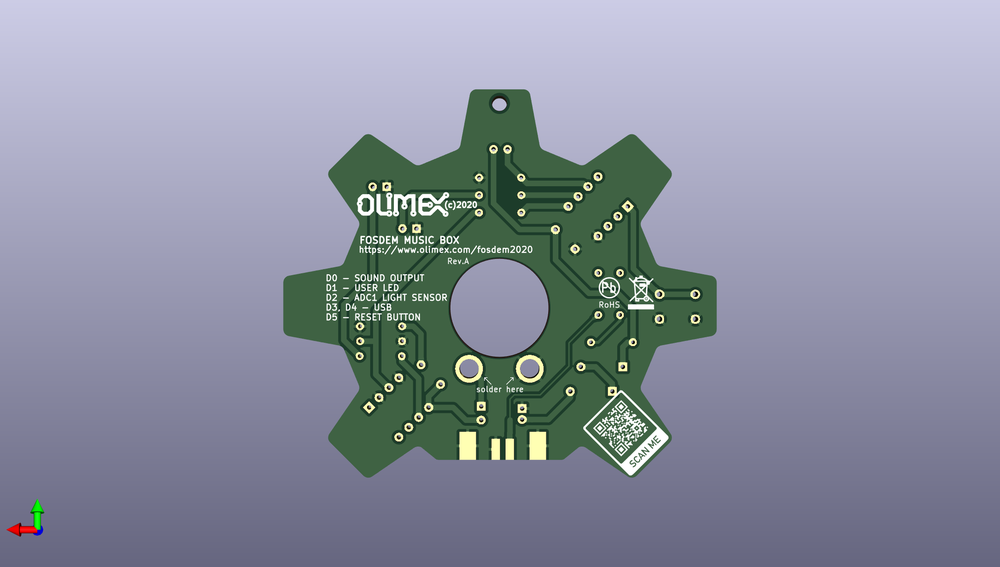 OLIMEX (c)2020
FOSDEM MUSIC BOX
https://www.olimex.com/fosdem2020
Rev.A
D0 – SOUND OUTPUT
D1 – USER LED
D2 – ADC1 LIGHT SENSOR
D3, D4 – USB
D5 – RESET BUTTON
Pb
RoHS
solder here
SCAN ME